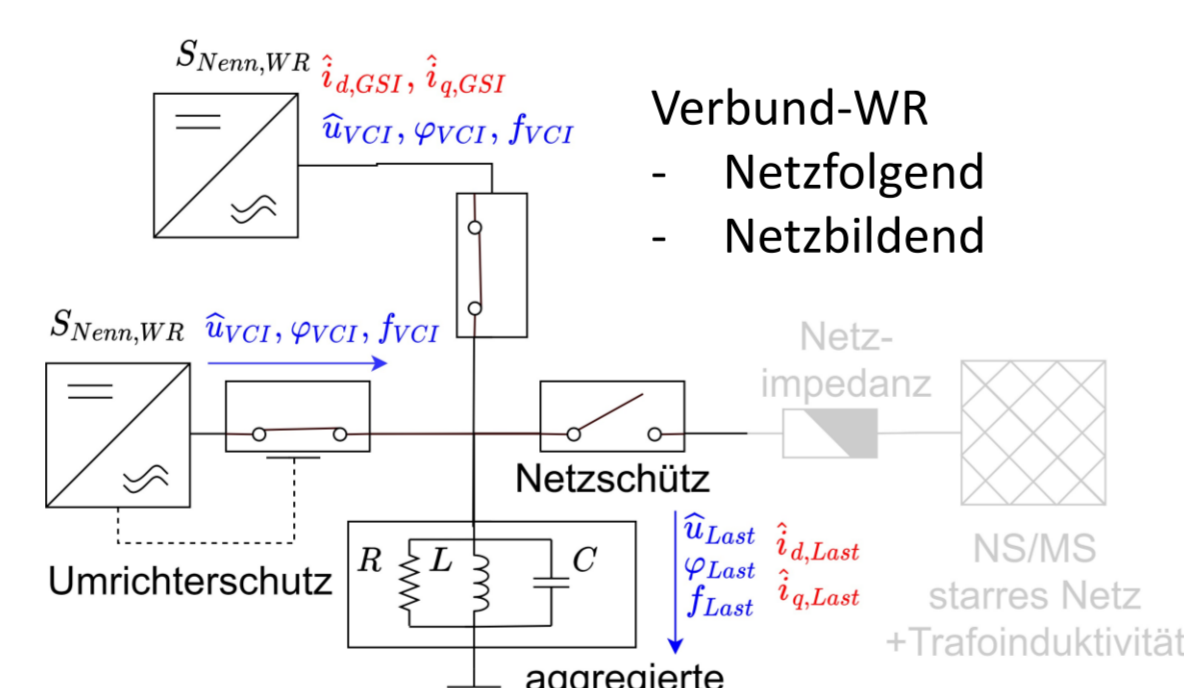 S_{Nenn,WR}
î_{d,GSI}, î_{q,GSI}
û_{VCI}, φ_{VCI}, f_{VCI}
Verbund-WR
- Netzfolgend
- Netzbildend
S_{Nenn,WR}
û_{VCI}, φ_{VCI}, f_{VCI}
Netz-
impedanz
Netzschütz
Umrichterschutz
R L C
û_{Last}
φ_{Last}
f_{Last}
î_{d,Last}
î_{q,Last}
NS/MS
starres Netz
+Trafoinduktivität
aggregierte